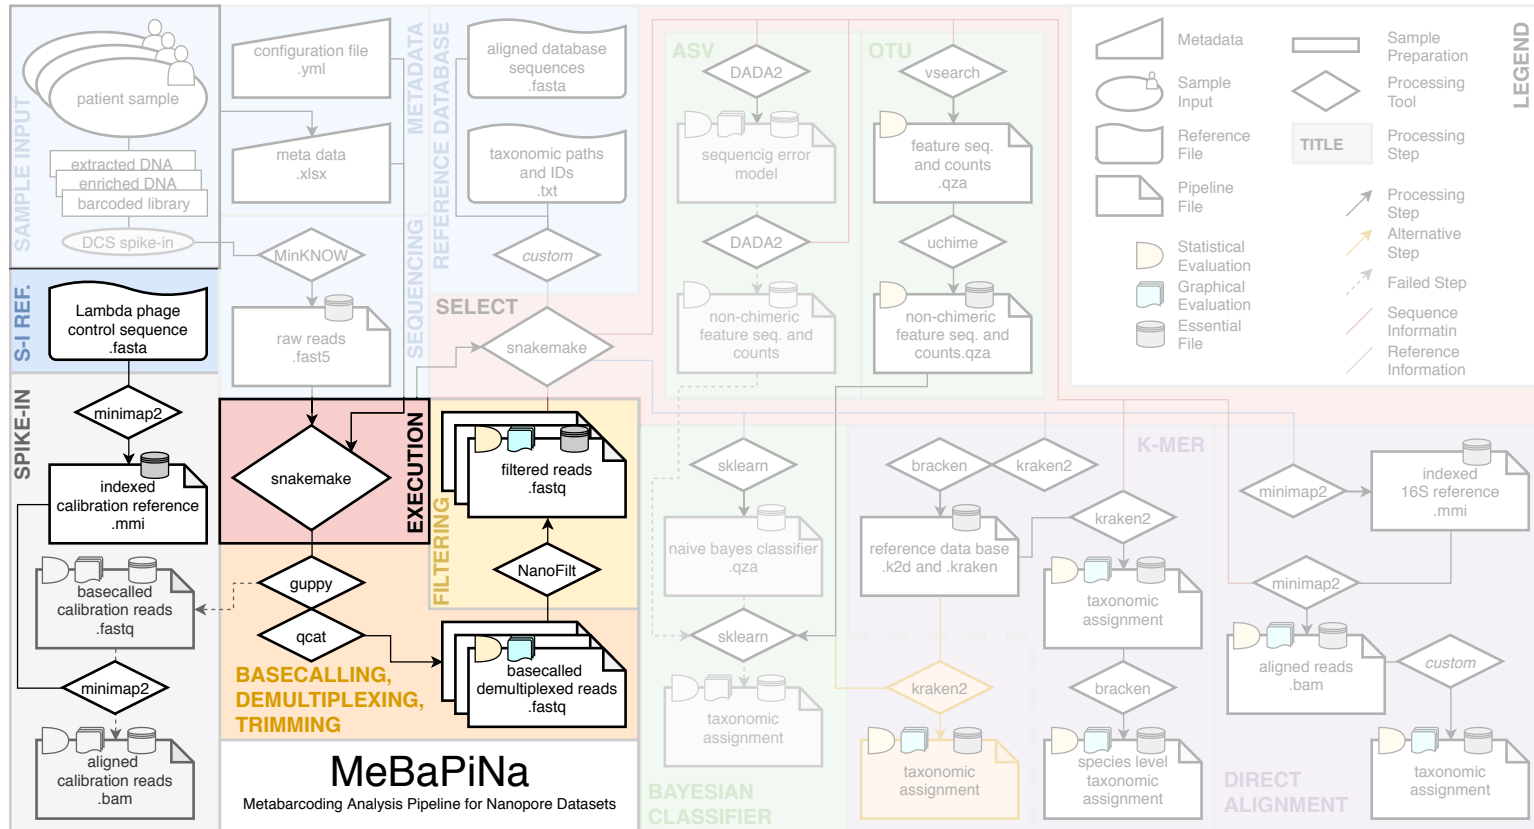 SAMPLE INPUT
patient sample
extracted DNA
enriched DNA
barcoded library
DCS spike-in
METADATA
configuration file
.yml
meta data
.xlsx
SEQUENCING
MinKNOW
raw reads
.fast5
REFERENCE DATABASE
aligned database
sequences
.fasta
taxonomic paths
and IDs
.txt
custom
SELECT
snakemake
ASV
DADA2
sequencig error
model
DADA2
non-chimeric
feature seq. and
counts
OTU
vsearch
feature seq.
and counts
.qza
uchime
non-chimeric
feature seq. and
counts.qza
LEGEND
Metadata
Sample
Input
Reference
File
Pipeline
File
Statistical
Evaluation
Graphical
Evaluation
Essential
File
Sample
Preparation
Processing
Tool
TITLE
Processing
Step
Processing
Step
Alternative
Step
Failed Step
Sequence
Informatin
Reference
Information
S-I REF.
Lambda phage
control sequence
.fasta
SPIKE-IN
minimap2
indexed
calibration reference
.mmi
basecalled
calibration reads
.fastq
minimap2
aligned
calibration reads
.bam
EXECUTION
snakemake
guppy
qcat
BASECALLING,
DEMULTIPLEXING,
TRIMMING
basecalled
demultiplexed reads
.fastq
FILTERING
NanoFilt
filtered reads
.fastq
MeBaPiNa
Metabarcoding Analysis Pipeline for Nanopore Datasets
sklearn
naive bayes classifier
.qza
sklearn
taxonomic
assignment
BAYESIAN
CLASSIFIER
K-MER
bracken
kraken2
reference data base
.k2d and .kraken
kraken2
taxonomic
assignment
kraken2
taxonomic
assignment
bracken
species level
taxonomic
assignment
minimap2
indexed
16S reference
.mmi
minimap2
aligned reads
.bam
custom
taxonomic
assignment
DIRECT
ALIGNMENT